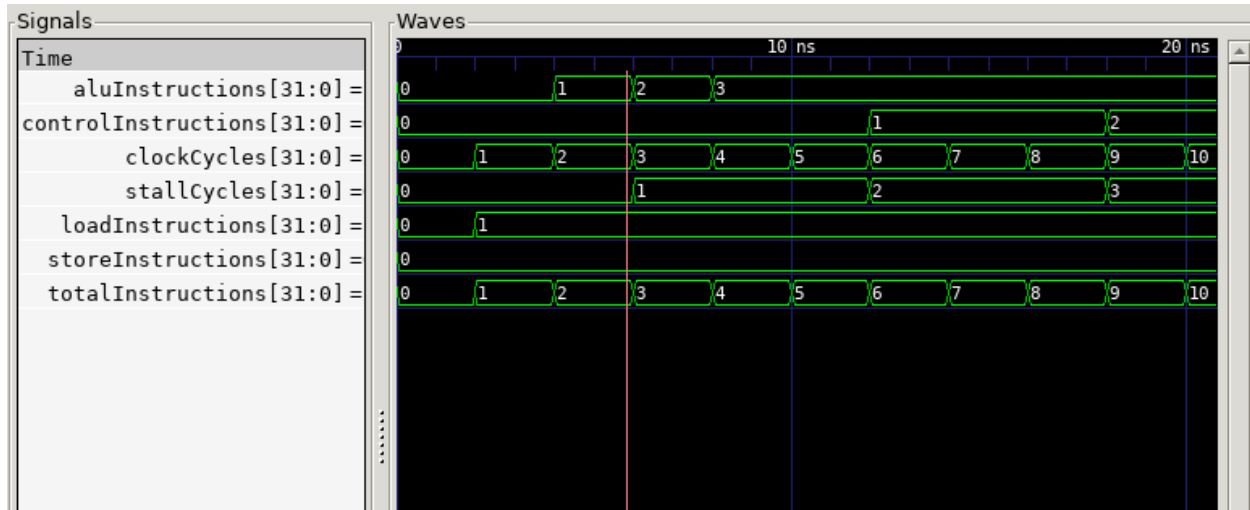 Signals
Waves
0 10 ns 20 ns
Time
aluInstructions[31:0] = 0 1 2 3
controlInstructions[31:0] = 0 1 2
clockCycles[31:0] = 0 1 2 3 4 5 6 7 8 9 10
stallCycles[31:0] = 0 1 2 3
loadInstructions[31:0] = 0 1
storeInstructions[31:0] = 0
totalInstructions[31:0] = 0 1 2 3 4 5 6 7 8 9 10